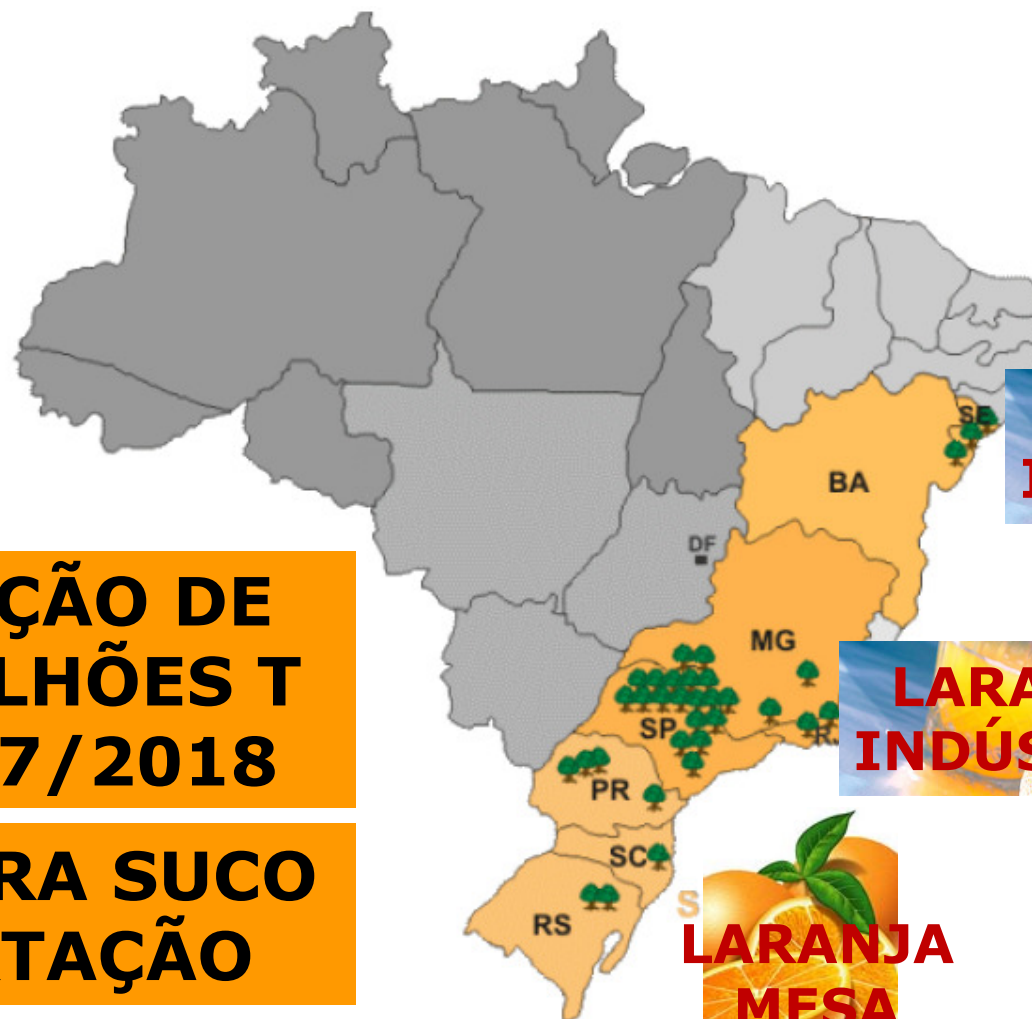 SE
BA
DF
ÇÃO DE
LHÕES T
7/2018
MG
LARA
INDÚS
SP
RJ
PR
RA SUCO
TAÇÃO
SC
RS
S
LARANJA
MESA